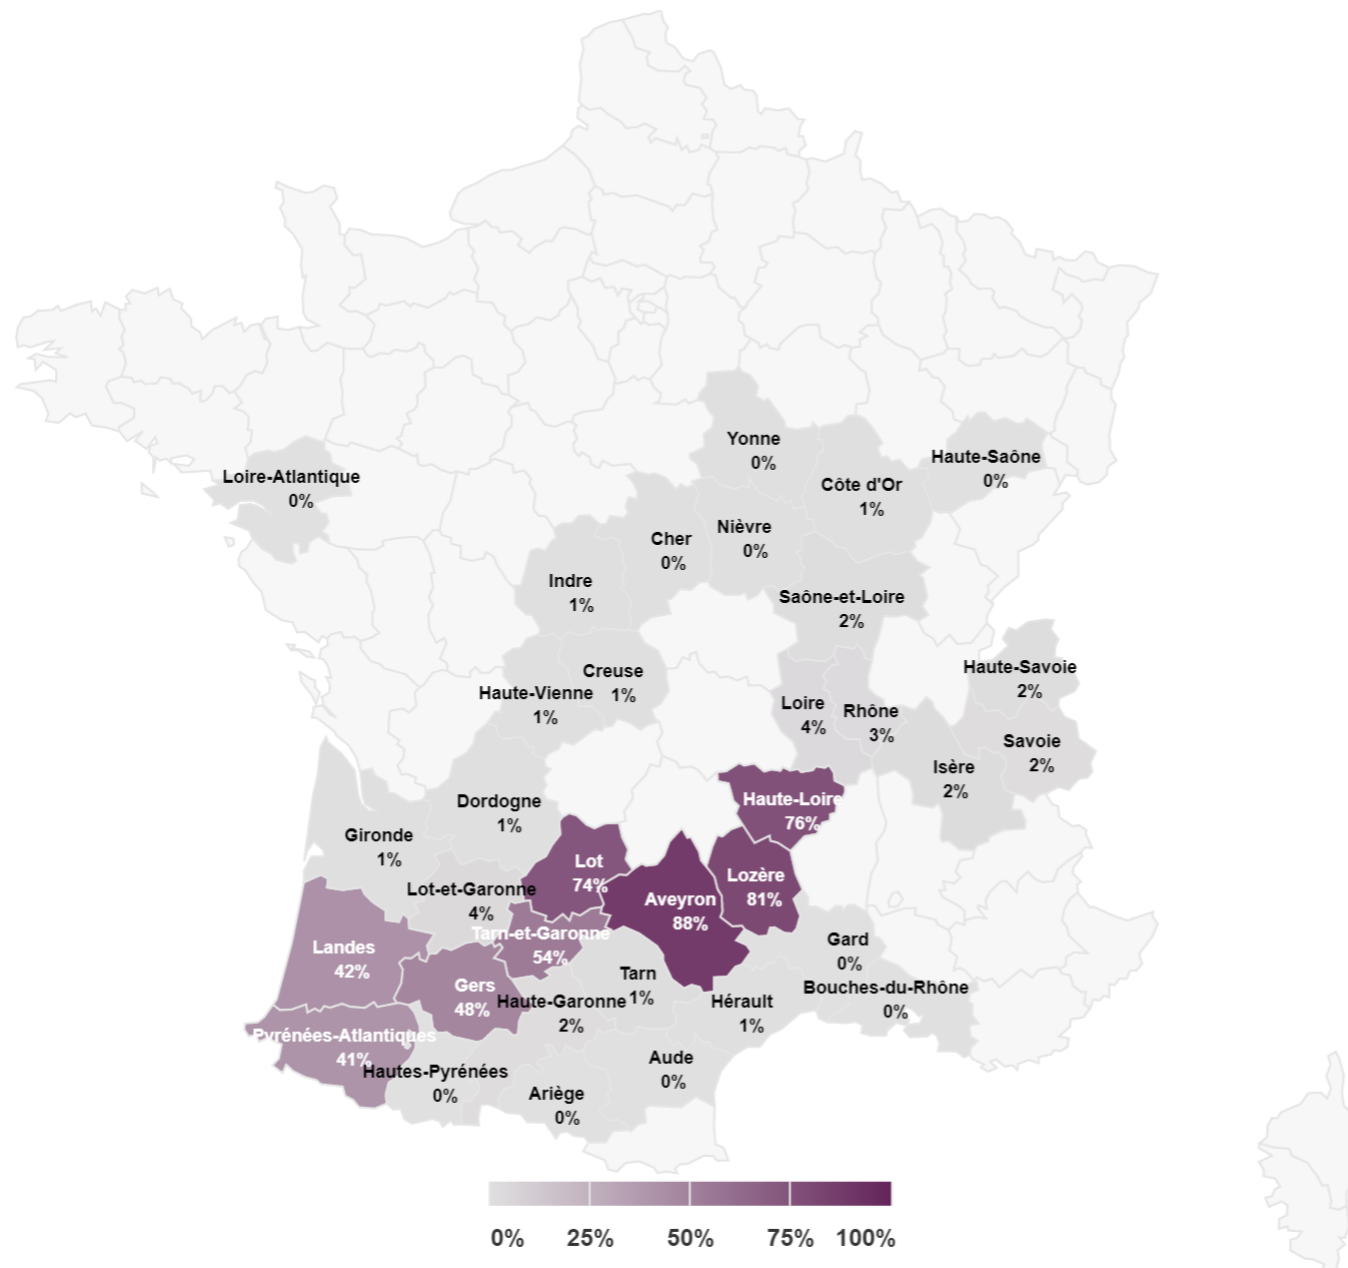 Yonne
0%
Haute-Saône
0%
Loire-Atlantique
0%
Côte d'Or
1%
Nièvre
0%
Cher
0%
Indre
1%
Saône-et-Loire
2%
Haute-Savoie
2%
Creuse
1%
Haute-Vienne
1%
Loire
4%
Rhône
3%
Savoie
2%
Isère
2%
Haute-Loire
76%
Dordogne
1%
Gironde
1%
Lot
74%
Lozère
81%
Lot-et-Garonne
4%
Aveyron
88%
Tarn-et-Garonne
54%
Gard
0%
Landes
42%
Tarn
1%
Gers
48%
Bouches-du-Rhône
0%
Haute-Garonne
2%
Hérault
1%
Pyrénées-Atlantiques
41%
Aude
0%
Hautes-Pyrénées
0%
Ariège
0%
0% 25% 50% 75% 100%